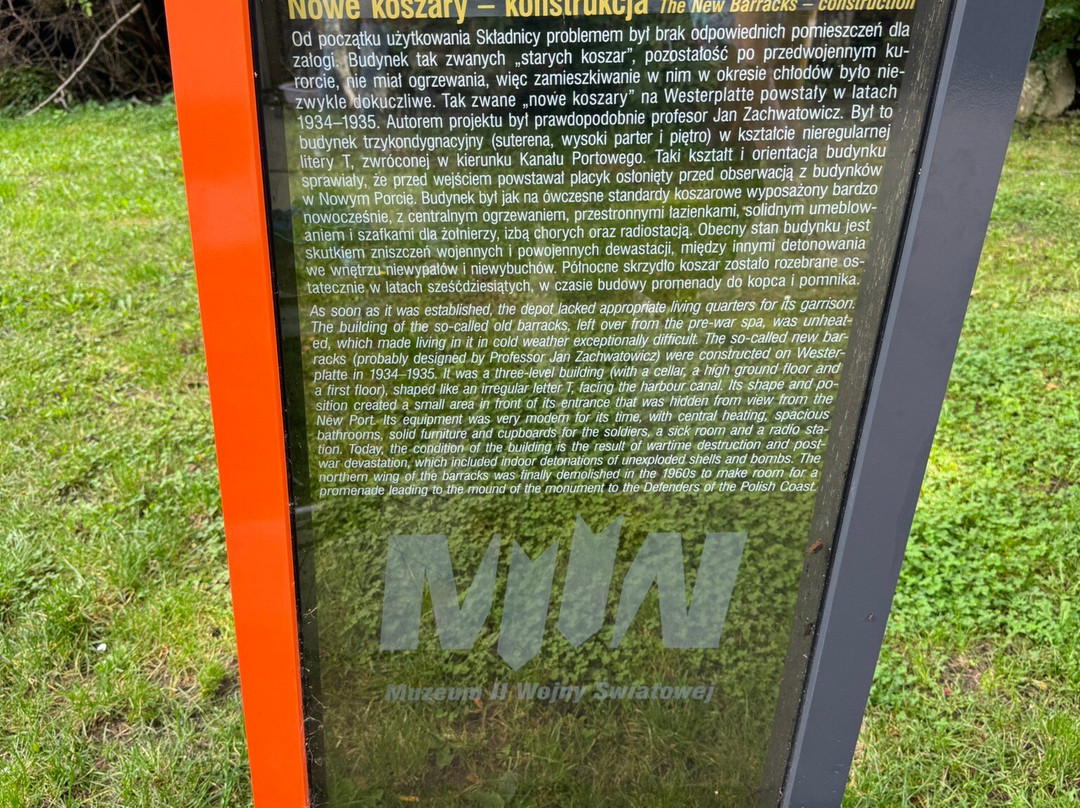 Nowe koszary – konstrukcja The New Barracks – construction
Od początku użytkowania Składnicy problemem był brak odpowiednich pomieszczeń dla
załogi. Budynek tak zwanych „starych koszar”, pozostałość po przedwojennym ku-
rorcie, nie miał ogrzewania, więc zamieszkiwanie w nim w okresie chłodów było nie-
zwykle dokuczliwe. Tak zwane „nowe koszary” na Westerplatte powstały w latach
1934–1935. Autorem projektu był prawdopodobnie profesor Jan Zachwatowicz. Był to
budynek trzykondygnacyjny (suterena, wysoki parter i piętro) w kształcie nieregularnej
litery T, zwróconej w kierunku Kanału Portowego. Taki kształt i orientacja budynku
sprawiały, że przed wejściem powstawał placyk osłonięty przed obserwacją z budynków
w Nowym Porcie. Budynek był jak na ówczesne standardy koszarowe wyposażony bardzo
nowocześnie, z centralnym ogrzewaniem, przestronnymi łazienkami, solidnym umeblow-
aniem i szafkami dla żołnierzy, izbą chorych oraz radiostacją. Obecny stan budynku jest
skutkiem zniszczeń wojennych i powojennych dewastacji, między innymi detonowania
we wnętrzu niewypałów i niewybuchów. Północne skrzydło koszar zostało rozebrane os-
tatecznie w latach sześćdziesiątych, w czasie budowy promenady do kopca i pomnika.
As soon as it was established, the depot lacked appropriate living quarters for its garrison.
The building of the so-called old barracks, left over from the pre-war spa, was unheat-
ed, which made living in it in cold weather exceptionally difficult. The so-called new bar-
racks (probably designed by Professor Jan Zachwatowicz) were constructed on Wester-
platte in 1934–1935. It was a three-level building (with a cellar, a high ground floor and
a first floor), shaped like an irregular letter T, facing the harbour canal. Its shape and po-
sition created a small area in front of its entrance that was hidden from view from the
New Port. Its equipment was very modern for its time, with central heating, spacious
bathrooms, solid furniture and cupboards for the soldiers, a sick room and a radio sta-
tion. Today, the condition of the building is the result of wartime destruction and post-
war devastation, which included indoor detonations of unexploded shells and bombs. The
northern wing of the barracks was finally demolished in the 1960s to make room for a
promenade leading to the mound of the monument to the Defenders of the Polish Coast.
MIIW
Muzeum II Wojny Światowej